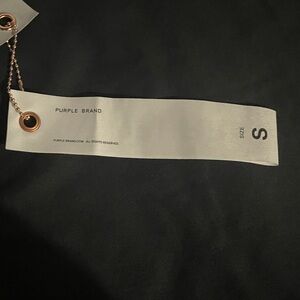 PURPLE BRAND
PURPLE-BRAND.COM ALL RIGHTS RESERVED
SIZE
S